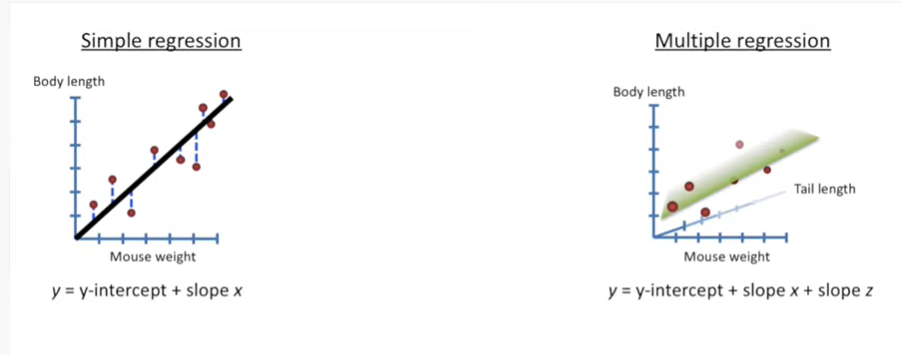 Simple regression
Body length
Mouse weight
y = y-intercept + slope x
Multiple regression
Body length
Tail length
Mouse weight
y = y-intercept + slope x + slope z